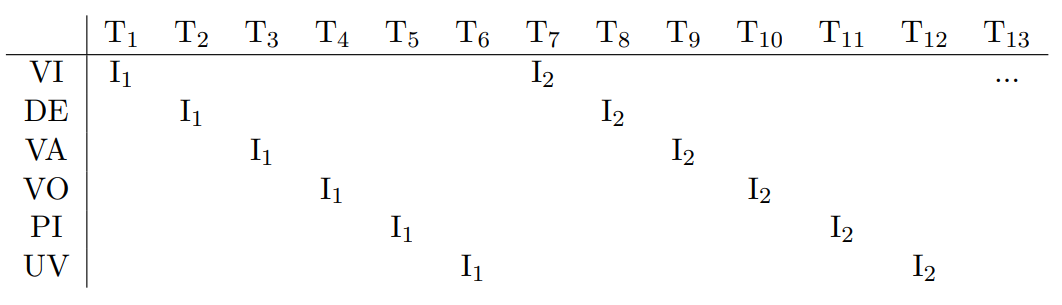 T₁ T₂ T₃ T₄ T₅ T₆ T₇ T₈ T₉ T₁₀ T₁₁ T₁₂ T₁₃
VI I₁ I₂ ...
DE I₁ I₂
VA I₁ I₂
VO I₁ I₂
PI I₁ I₂
UV I₁ I₂